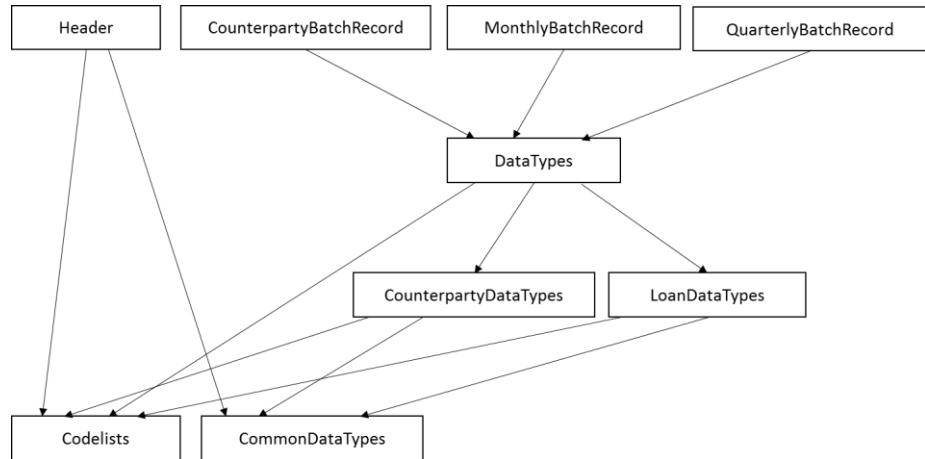 Header
CounterpartyBatchRecord
MonthlyBatchRecord
QuarterlyBatchRecord
DataTypes
CounterpartyDataTypes
LoanDataTypes
Codelists
CommonDataTypes